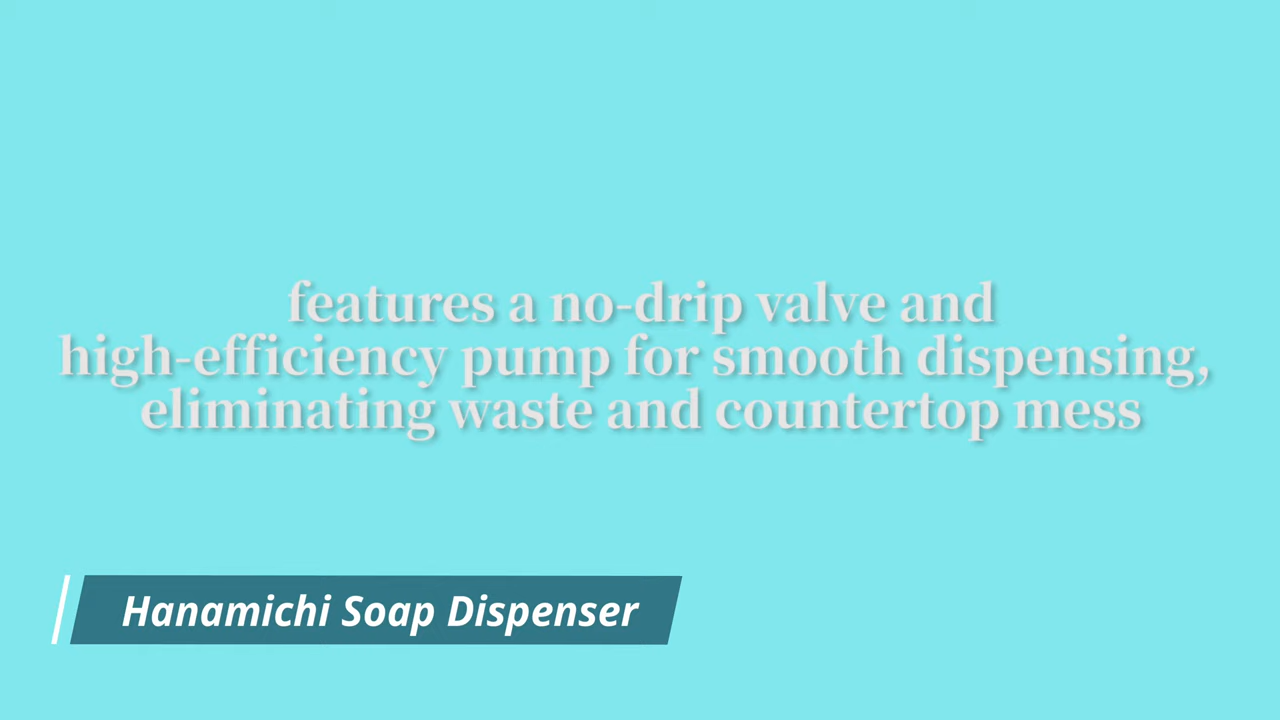 features a no-drip valve and
high-efficiency pump for smooth dispensing,
eliminating waste and countertop mess
Hanamichi Soap Dispenser